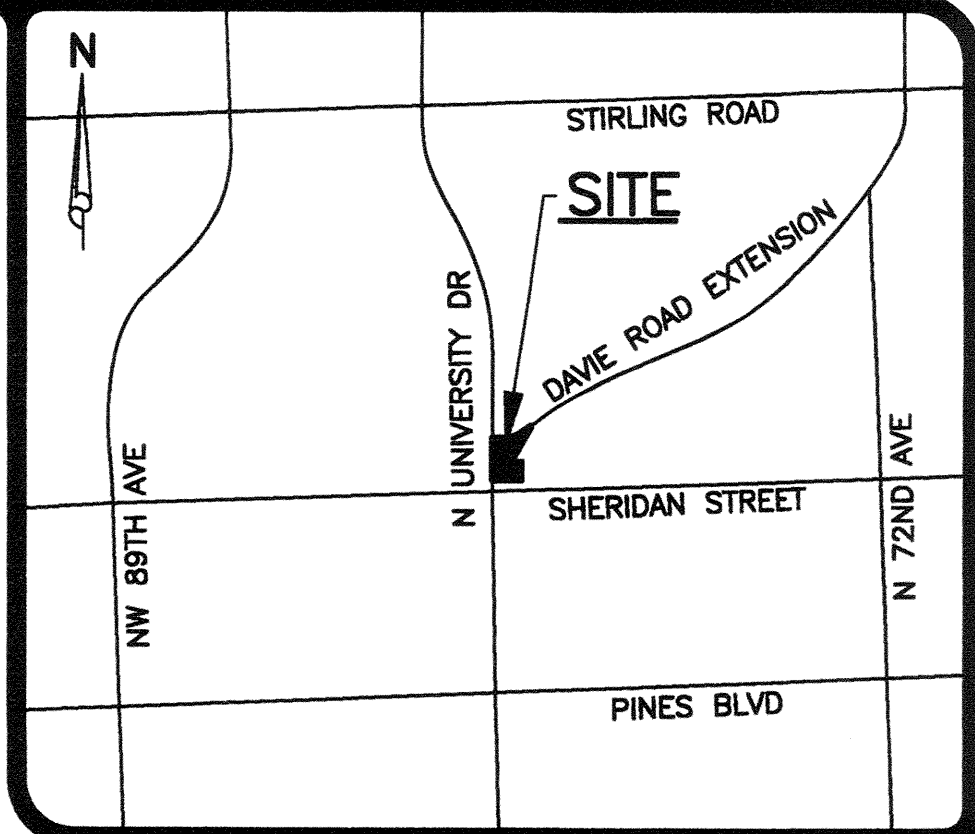 N
STIRLING ROAD
SITE
DAVIE ROAD EXTENSION
N UNIVERSITY DR
NW 89TH AVE
SHERIDAN STREET
N 72ND AVE
PINES BLVD